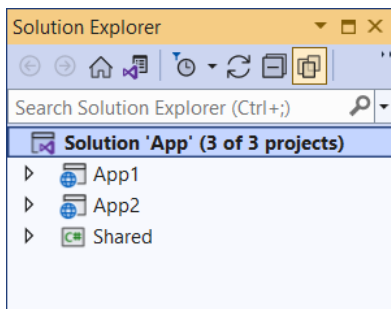 Solution Explorer
Search Solution Explorer (Ctrl+;)
Solution 'App' (3 of 3 projects)
App1
App2
C# Shared